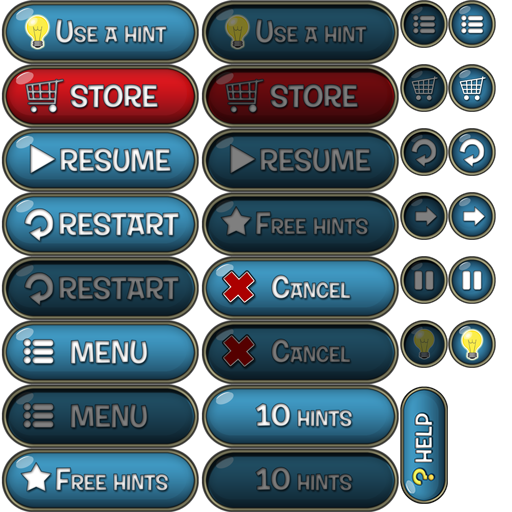 Use a hint
Use a hint
STORE
STORE
RESUME
RESUME
RESTART
Free hints
RESTART
Cancel
MENU
Cancel
MENU
10 hints
Free hints
10 hints
? HELP